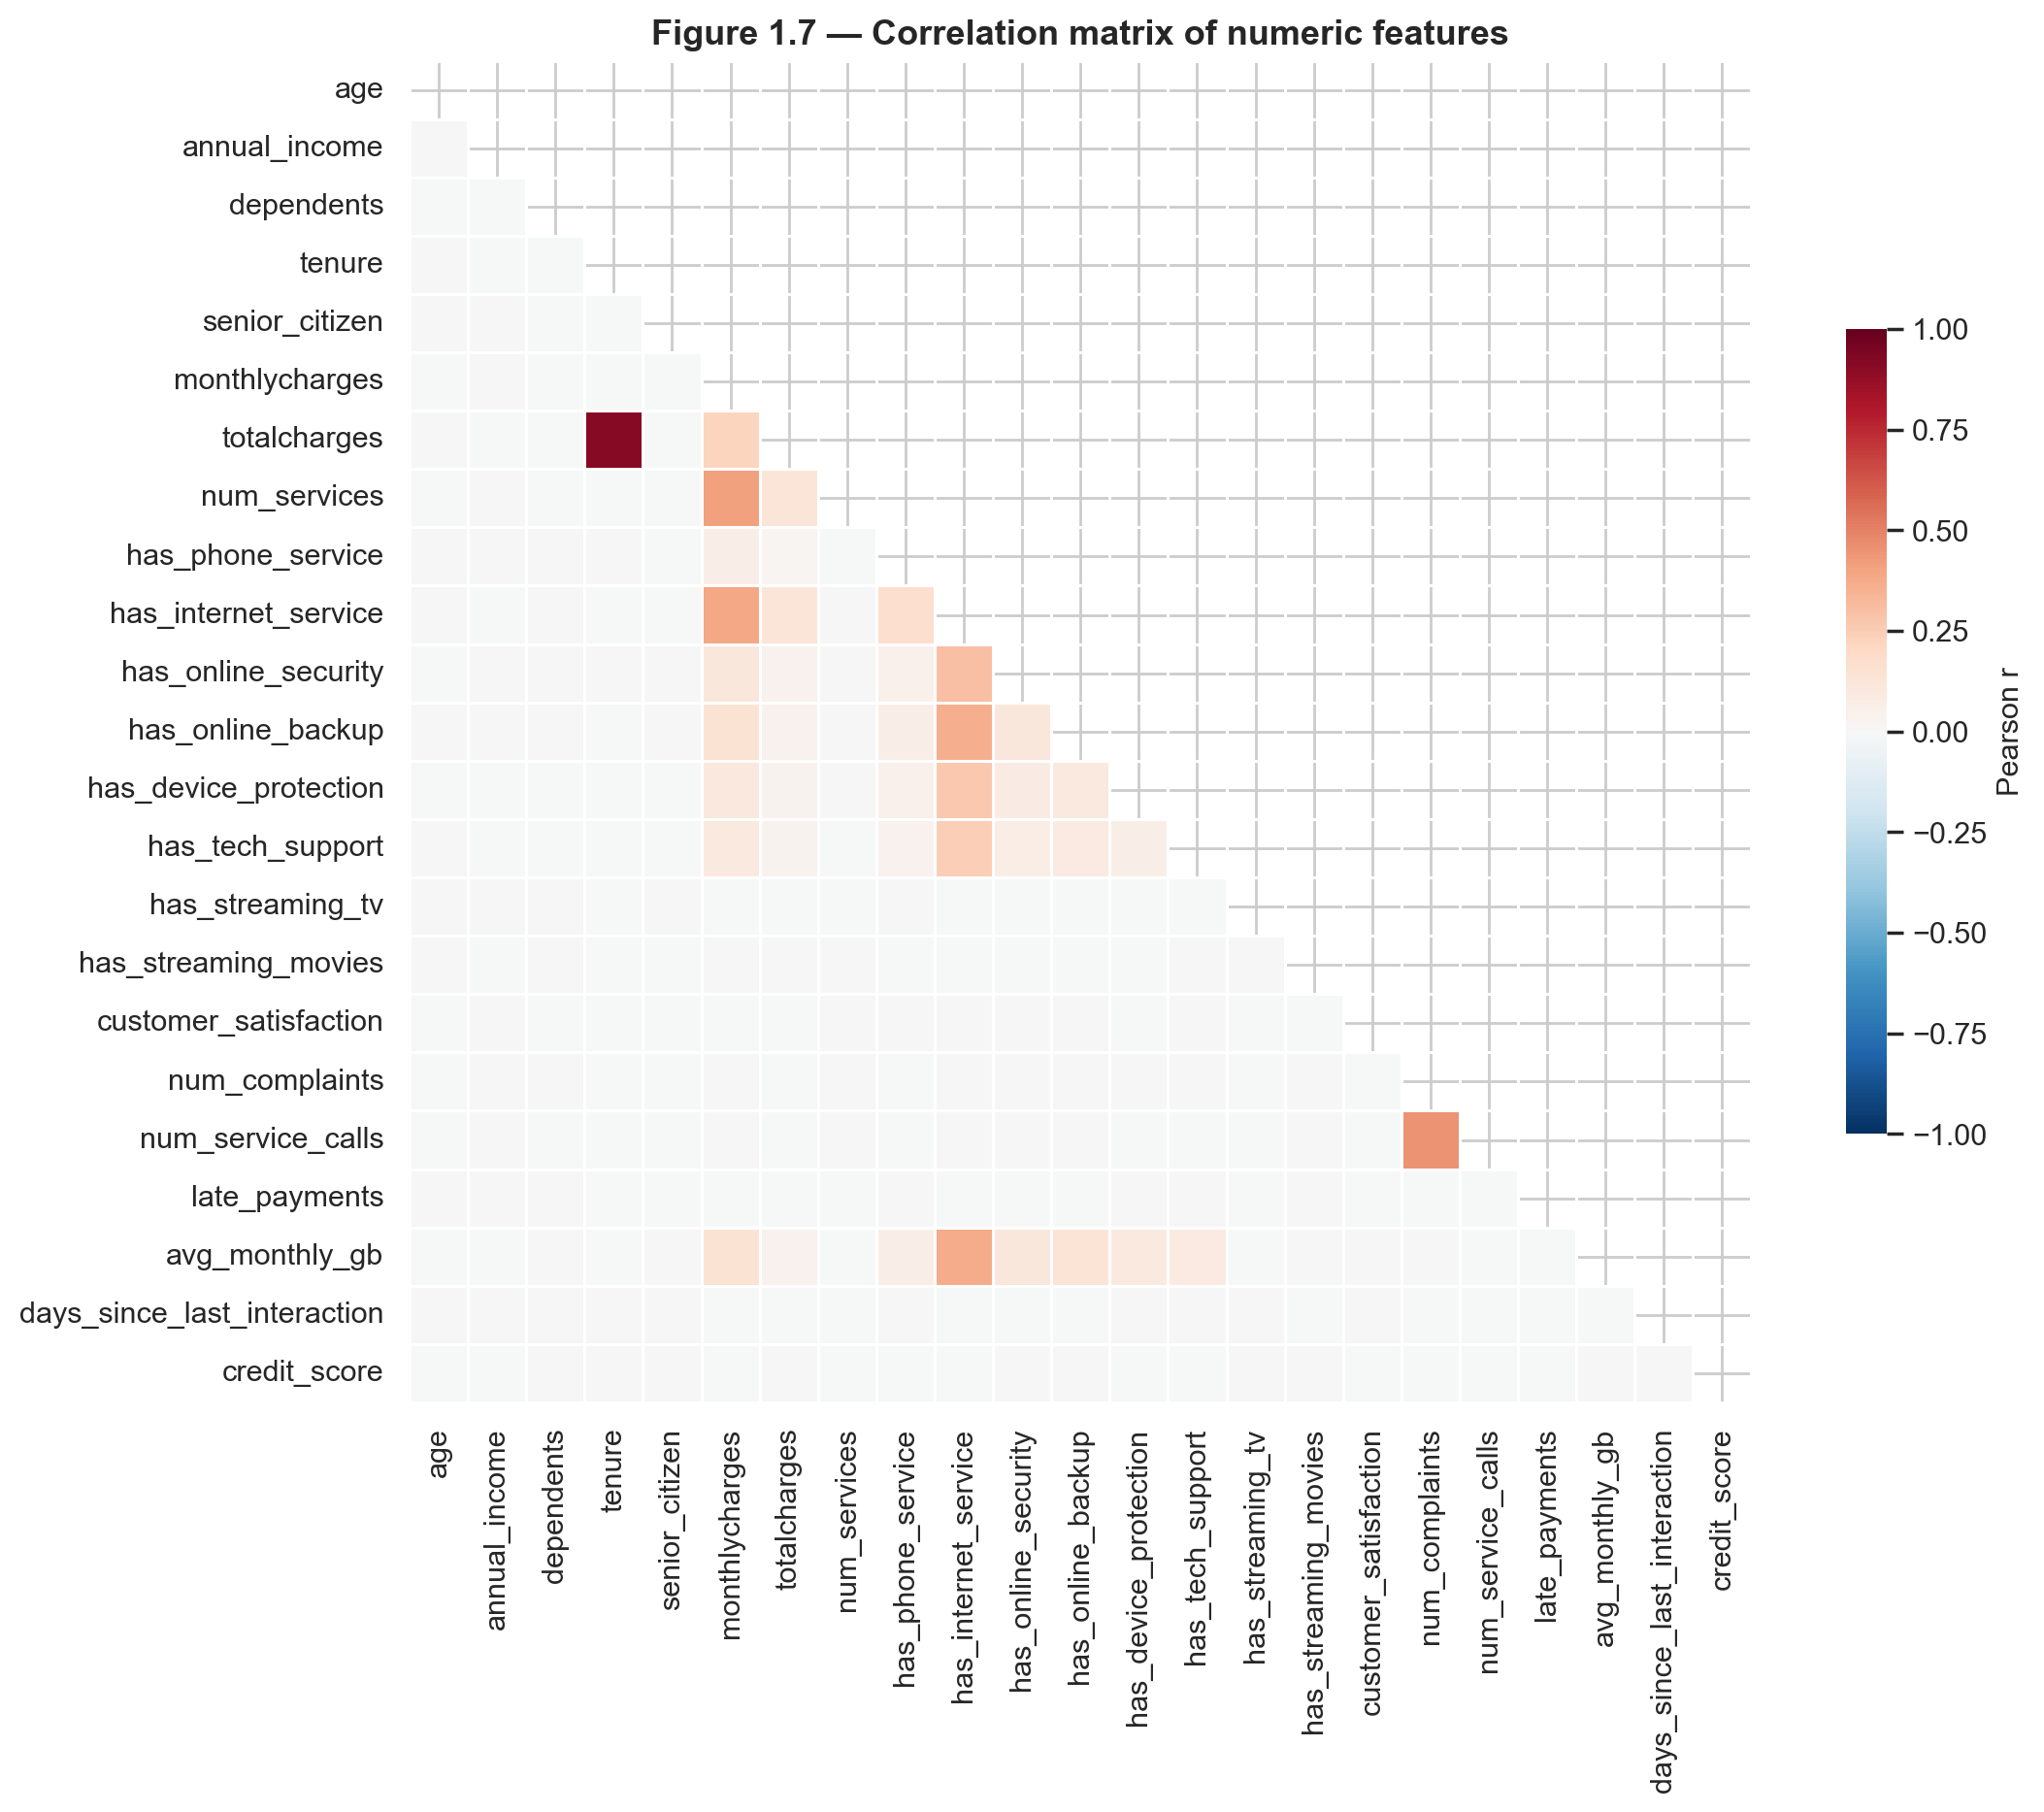 Figure 1.7 — Correlation matrix of numeric features
age
annual_income
dependents
tenure
senior_citizen
monthlycharges
totalcharges
num_services
has_phone_service
has_internet_service
has_online_security
has_online_backup
has_device_protection
has_tech_support
has_streaming_tv
has_streaming_movies
customer_satisfaction
num_complaints
num_service_calls
late_payments
avg_monthly_gb
days_since_last_interaction
credit_score
age
annual_income
dependents
tenure
senior_citizen
monthlycharges
totalcharges
num_services
has_phone_service
has_internet_service
has_online_security
has_online_backup
has_device_protection
has_tech_support
has_streaming_tv
has_streaming_movies
customer_satisfaction
num_complaints
num_service_calls
late_payments
avg_monthly_gb
days_since_last_interaction
credit_score
1.00
0.75
0.50
0.25
0.00
−0.25
−0.50
−0.75
−1.00
Pearson r